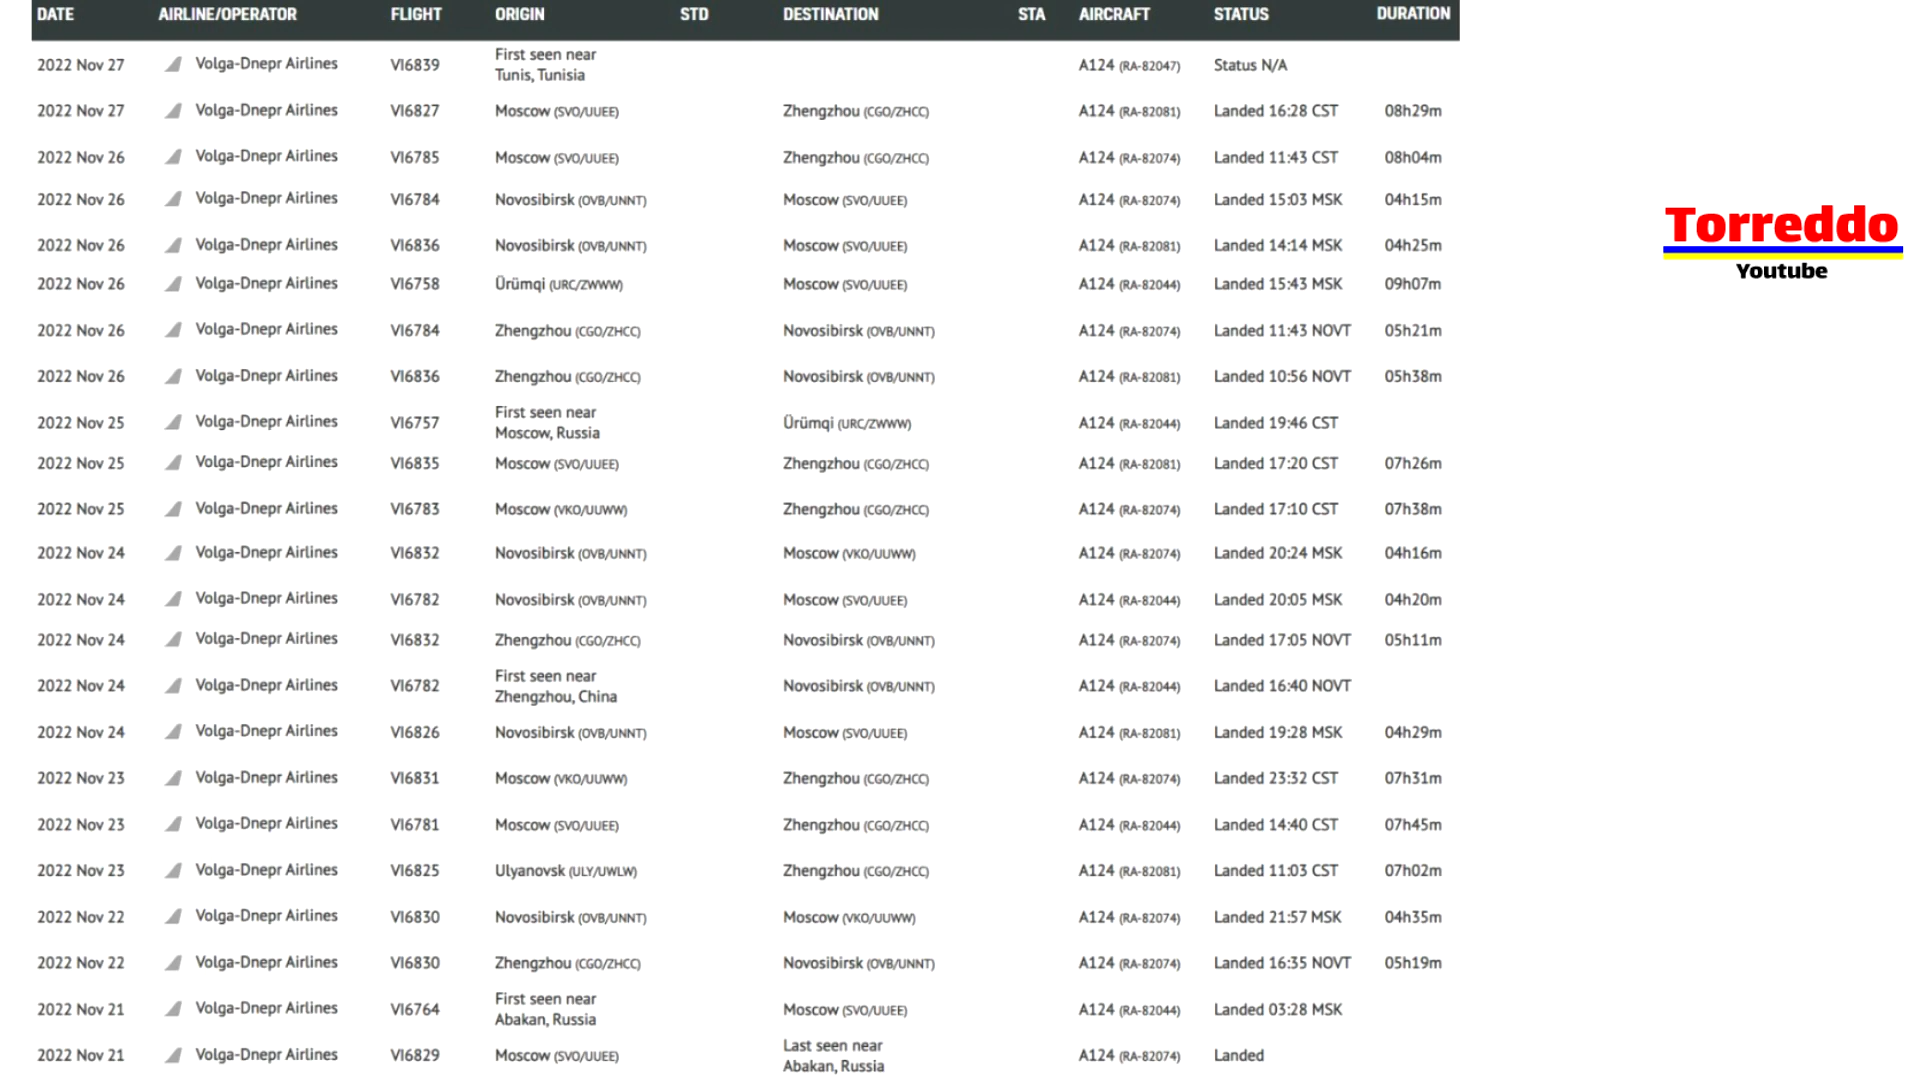 DATE AIRLINE/OPERATOR FLIGHT ORIGIN STD DESTINATION STA AIRCRAFT STATUS DURATION
2022 Nov 27 Volga-Dnepr Airlines VI6839 First seen near Tunis, Tunisia A124 (RA-82047) Status N/A
2022 Nov 27 Volga-Dnepr Airlines VI6827 Moscow (SVO/UUEE) Zhengzhou (CGO/ZHCC) A124 (RA-82081) Landed 16:28 CST 08h29m
2022 Nov 26 Volga-Dnepr Airlines VI6785 Moscow (SVO/UUEE) Zhengzhou (CGO/ZHCC) A124 (RA-82074) Landed 11:43 CST 08h04m
2022 Nov 26 Volga-Dnepr Airlines VI6784 Novosibirsk (OVB/UNNT) Moscow (SVO/UUEE) A124 (RA-82074) Landed 15:03 MSK 04h15m
2022 Nov 26 Volga-Dnepr Airlines VI6836 Novosibirsk (OVB/UNNT) Moscow (SVO/UUEE) A124 (RA-82081) Landed 14:14 MSK 04h25m
2022 Nov 26 Volga-Dnepr Airlines VI6758 Ürümqi (URC/ZWWW) Moscow (SVO/UUEE) A124 (RA-82044) Landed 15:43 MSK 09h07m
2022 Nov 26 Volga-Dnepr Airlines VI6784 Zhengzhou (CGO/ZHCC) Novosibirsk (OVB/UNNT) A124 (RA-82074) Landed 11:43 NOVT 05h21m
2022 Nov 26 Volga-Dnepr Airlines VI6836 Zhengzhou (CGO/ZHCC) Novosibirsk (OVB/UNNT) A124 (RA-82081) Landed 10:56 NOVT 05h38m
2022 Nov 25 Volga-Dnepr Airlines VI6757 First seen near Moscow, Russia Ürümqi (URC/ZWWW) A124 (RA-82044) Landed 19:46 CST
2022 Nov 25 Volga-Dnepr Airlines VI6835 Moscow (SVO/UUEE) Zhengzhou (CGO/ZHCC) A124 (RA-82081) Landed 17:20 CST 07h26m
2022 Nov 25 Volga-Dnepr Airlines VI6783 Moscow (VKO/UUWW) Zhengzhou (CGO/ZHCC) A124 (RA-82074) Landed 17:10 CST 07h38m
2022 Nov 24 Volga-Dnepr Airlines VI6832 Novosibirsk (OVB/UNNT) Moscow (VKO/UUWW) A124 (RA-82074) Landed 20:24 MSK 04h16m
2022 Nov 24 Volga-Dnepr Airlines VI6782 Novosibirsk (OVB/UNNT) Moscow (SVO/UUEE) A124 (RA-82044) Landed 20:05 MSK 04h20m
2022 Nov 24 Volga-Dnepr Airlines VI6832 Zhengzhou (CGO/ZHCC) Novosibirsk (OVB/UNNT) A124 (RA-82074) Landed 17:05 NOVT 05h11m
2022 Nov 24 Volga-Dnepr Airlines VI6782 First seen near Zhengzhou, China Novosibirsk (OVB/UNNT) A124 (RA-82044) Landed 16:40 NOVT
2022 Nov 24 Volga-Dnepr Airlines VI6826 Novosibirsk (OVB/UNNT) Moscow (SVO/UUEE) A124 (RA-82081) Landed 19:28 MSK 04h29m
2022 Nov 23 Volga-Dnepr Airlines VI6831 Moscow (VKO/UUWW) Zhengzhou (CGO/ZHCC) A124 (RA-82074) Landed 23:32 CST 07h31m
2022 Nov 23 Volga-Dnepr Airlines VI6781 Moscow (SVO/UUEE) Zhengzhou (CGO/ZHCC) A124 (RA-82044) Landed 14:40 CST 07h45m
2022 Nov 23 Volga-Dnepr Airlines VI6825 Ulyanovsk (ULY/UWLW) Zhengzhou (CGO/ZHCC) A124 (RA-82081) Landed 11:03 CST 07h02m
2022 Nov 22 Volga-Dnepr Airlines VI6830 Novosibirsk (OVB/UNNT) Moscow (VKO/UUWW) A124 (RA-82074) Landed 21:57 MSK 04h35m
2022 Nov 22 Volga-Dnepr Airlines VI6830 Zhengzhou (CGO/ZHCC) Novosibirsk (OVB/UNNT) A124 (RA-82074) Landed 16:35 NOVT 05h19m
2022 Nov 21 Volga-Dnepr Airlines VI6764 First seen near Abakan, Russia Moscow (SVO/UUEE) A124 (RA-82044) Landed 03:28 MSK
2022 Nov 21 Volga-Dnepr Airlines VI6829 Moscow (SVO/UUEE) Last seen near Abakan, Russia A124 (RA-82074) Landed
Torreddo
Youtube